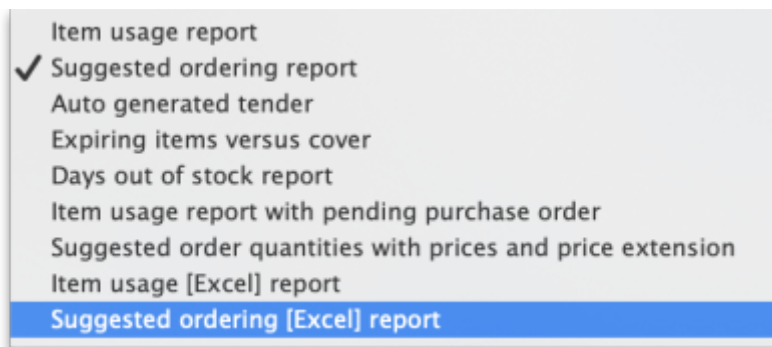 Item usage report
Suggested ordering report
Auto generated tender
Expiring items versus cover
Days out of stock report
Item usage report with pending purchase order
Suggested order quantities with prices and price extension
Item usage [Excel] report
Suggested ordering [Excel] report